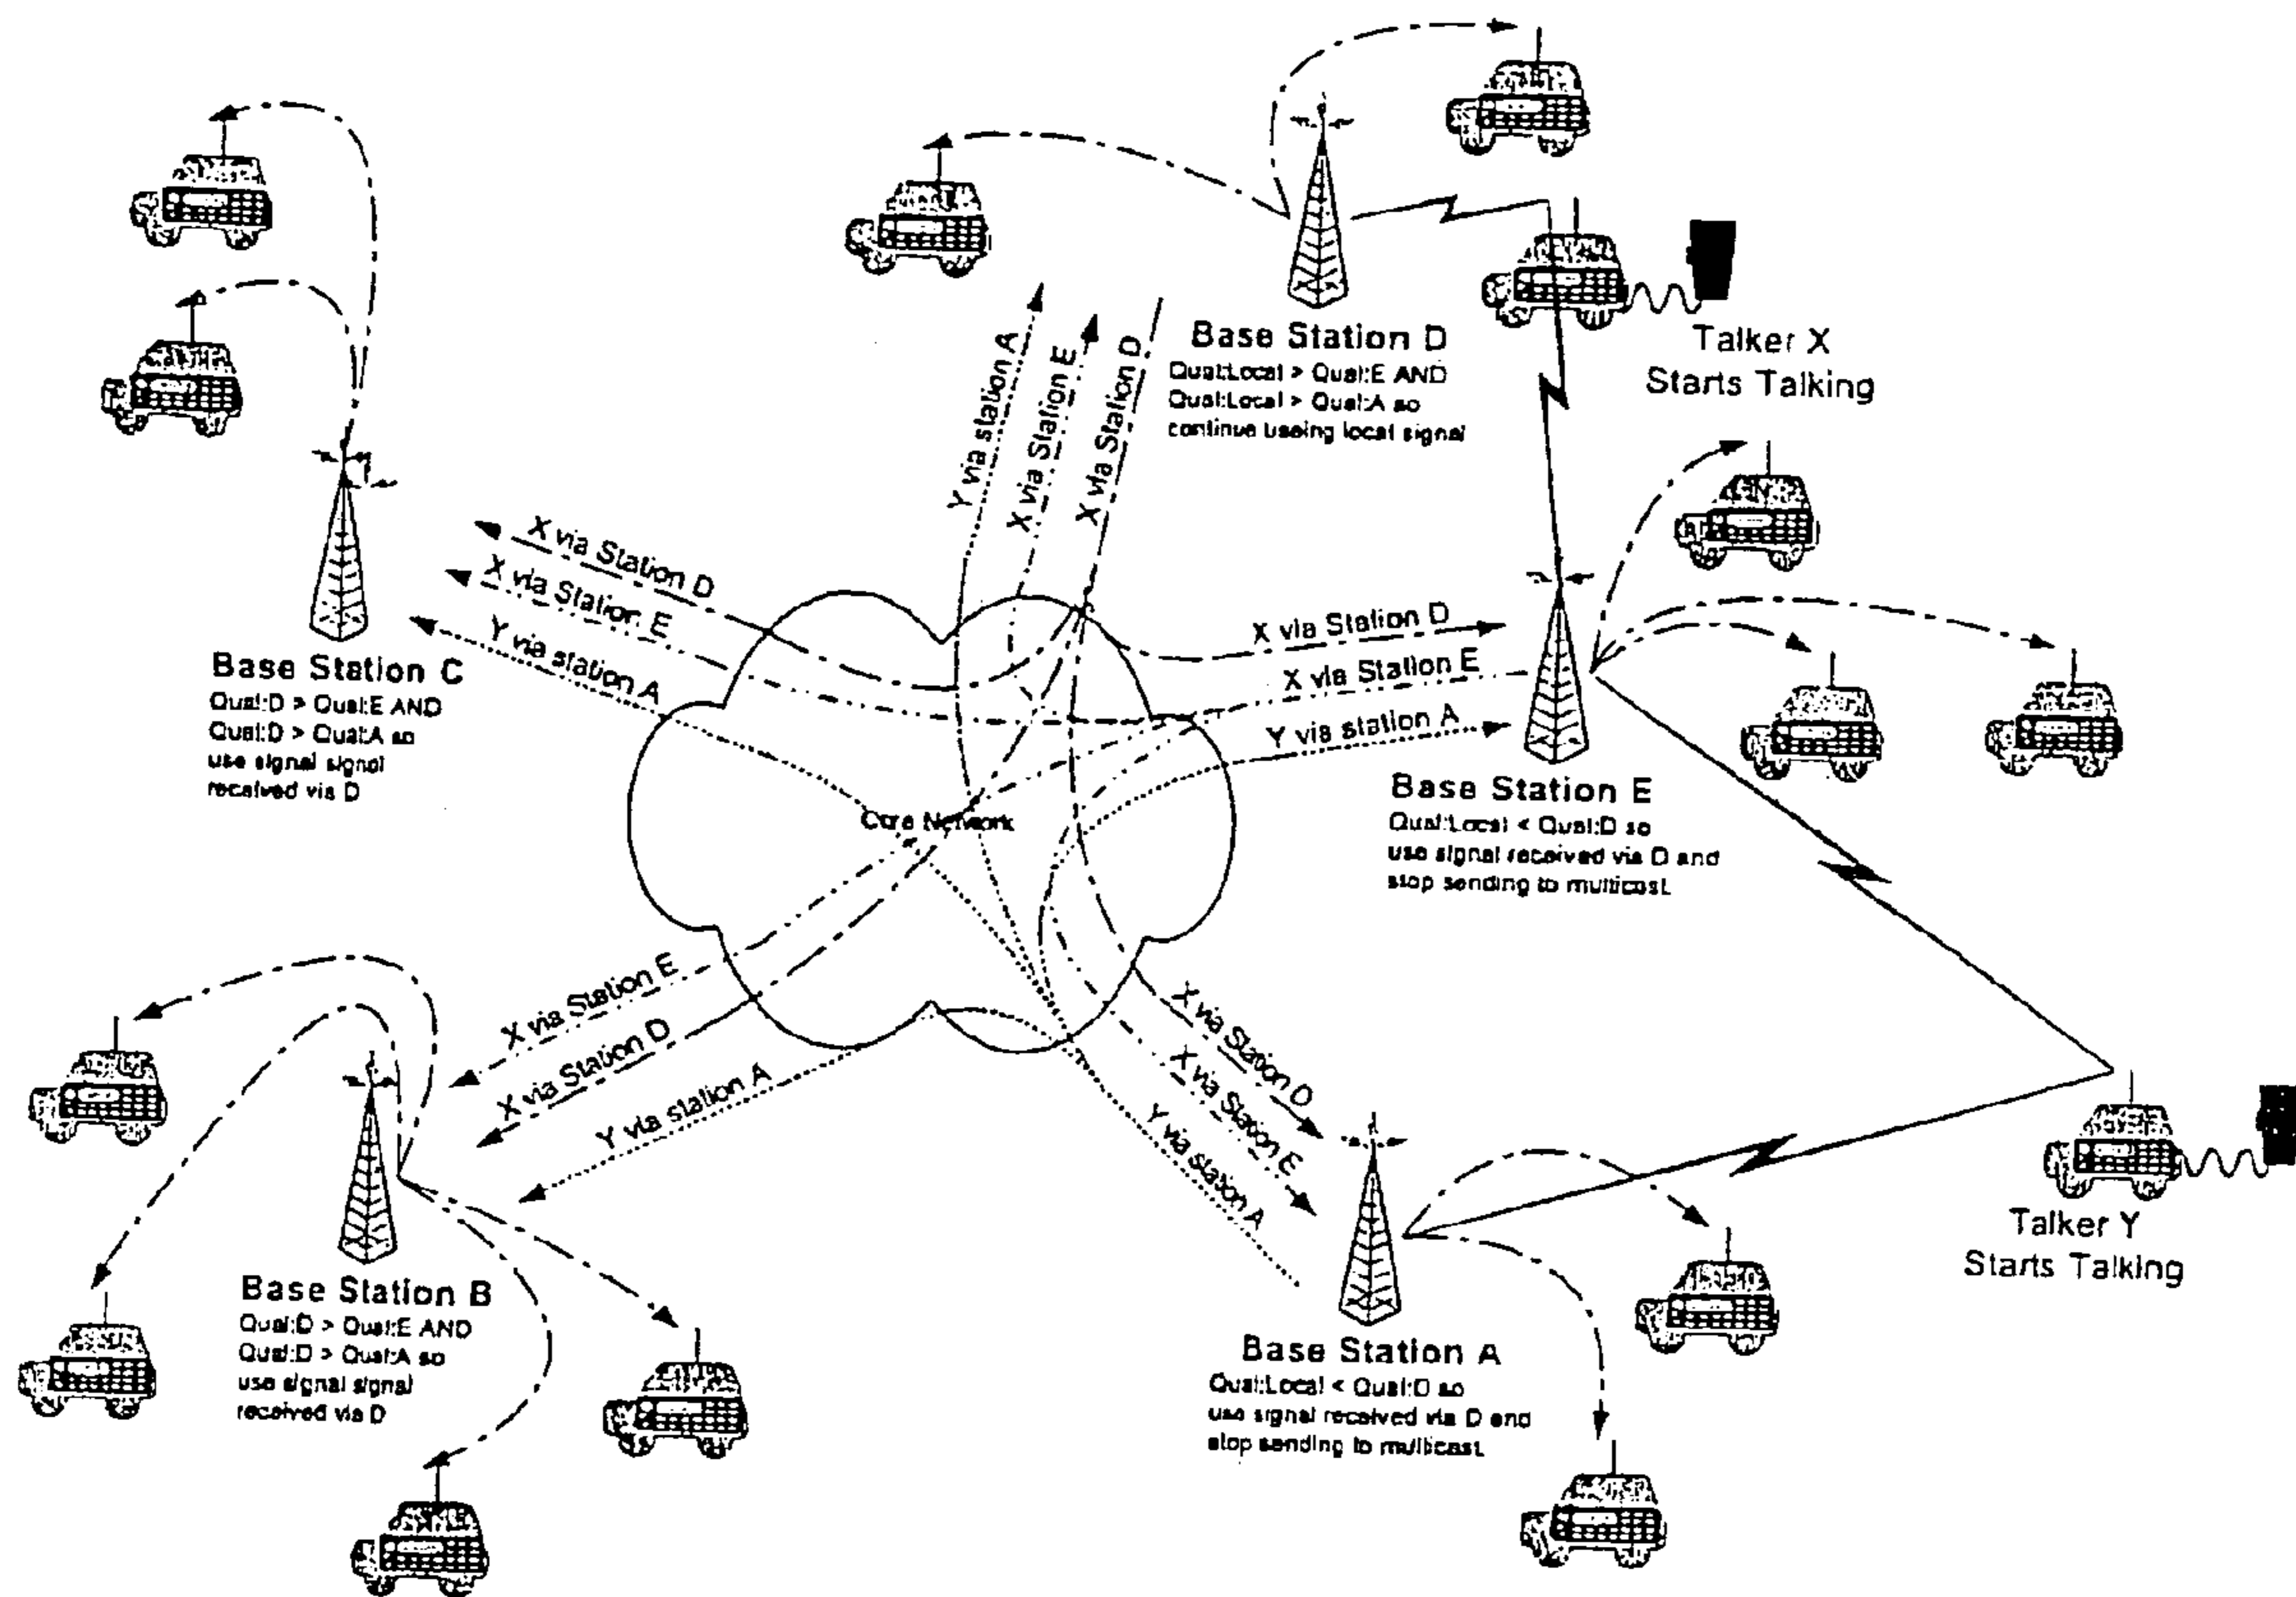 Base Station D
Qual:Local > Qual:E AND
Qual:Local > Qual:A so
continue useing local signal
Talker X
Starts Talking
Y via station A
X via Station E
X via Station D
X via Station D
X via Station E
Y via station A
Base Station C
Qual:D > Qual:E AND
Qual:D > Qual:A so
use signal signal
received via D
X via Station D
X via Station E
Y via station A
Base Station E
Qual:Local < Qual:D so
use signal received via D and
stop sending to multicast.
Core Network
X via Station E
X via Station D
Y via station A
X via Station D
X via Station E
Y via station A
Base Station B
Qual:D > Qual:E AND
Qual:D > Qual:A so
use signal signal
received via D
Base Station A
Qual:Local < Qual:D so
use signal received via D and
stop sending to multicast.
Talker Y
Starts Talking